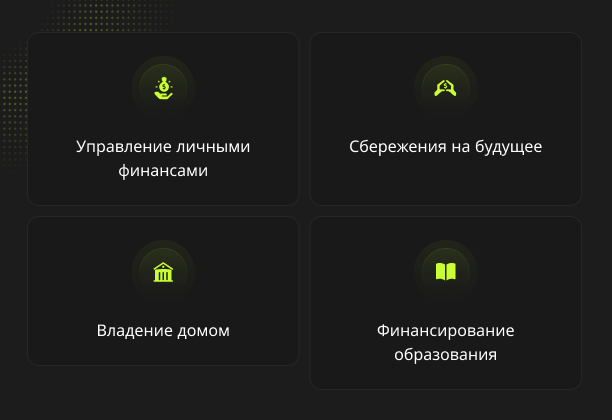 Управление личными
финансами
Сбережения на будущее
Владение домом
Финансирование
образования